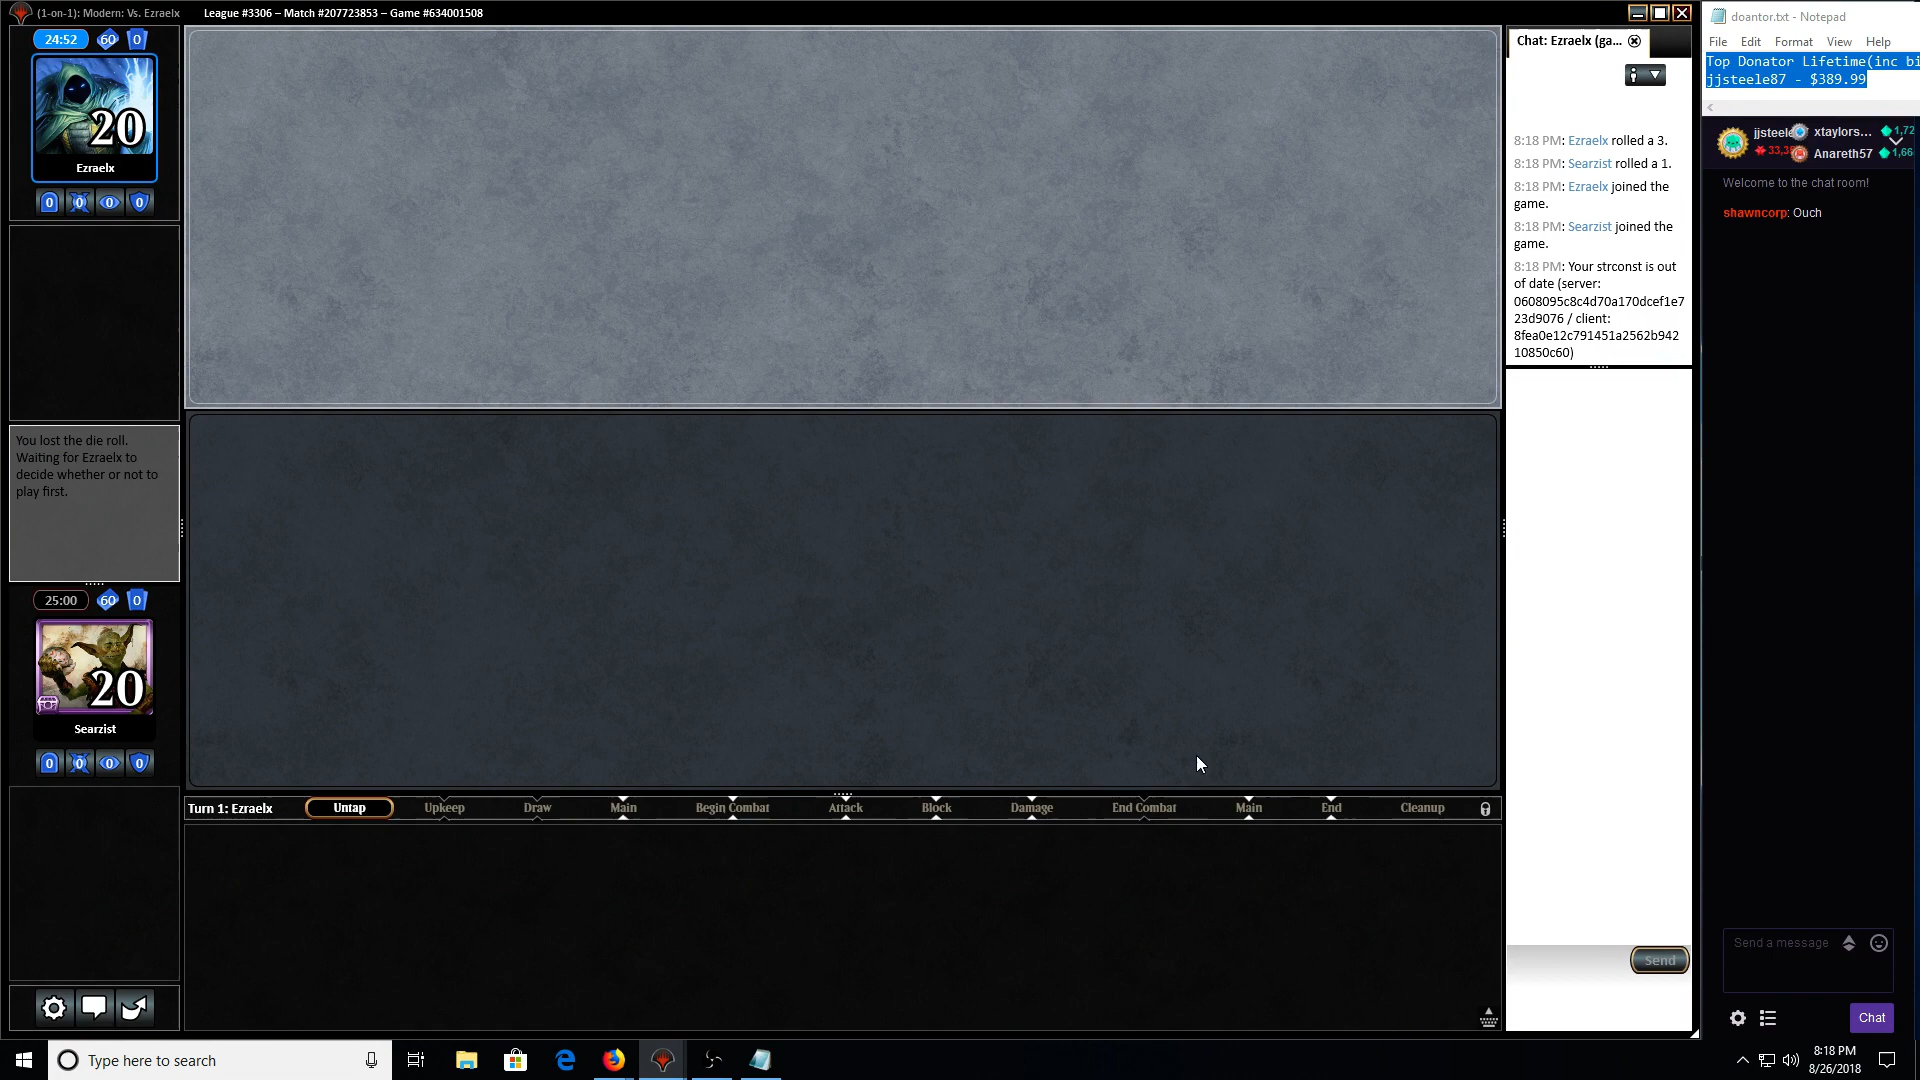 (1-on-1): Modern: Vs. Ezraelx
League #3306 – Match #207723853 – Game #634001508
24:52
60
0
20
Ezraelx
0
0
0
0
You lost the die roll.
Waiting for Ezraelx to
decide whether or not to
play first.
25:00
60
0
20
Searzist
0
0
0
0
Turn 1: Ezraelx
Untap
Upkeep
Draw
Main
Begin Combat
Attack
Block
Damage
End Combat
Main
End
Cleanup
Chat: Ezraelx (ga...
8:18 PM: Ezraelx rolled a 3.
8:18 PM: Searzist rolled a 1.
8:18 PM: Ezraelx joined the
game.
8:18 PM: Searzist joined the
game.
8:18 PM: Your strconst is out
of date (server:
0608095c8c4d70a170dcef1e7
23d9076 / client:
8fea0e12c791451a2562b942
10850c60)
Send
doantor.txt - Notepad
File Edit Format View Help
Top Donator Lifetime(inc bi
jjsteele87 - $389.99
jjsteele
xtaylors... 1,72
Anareth57 1,66
Welcome to the chat room!
shawncorp: Ouch
Send a message
Chat
Type here to search
8:18 PM
8/26/2018